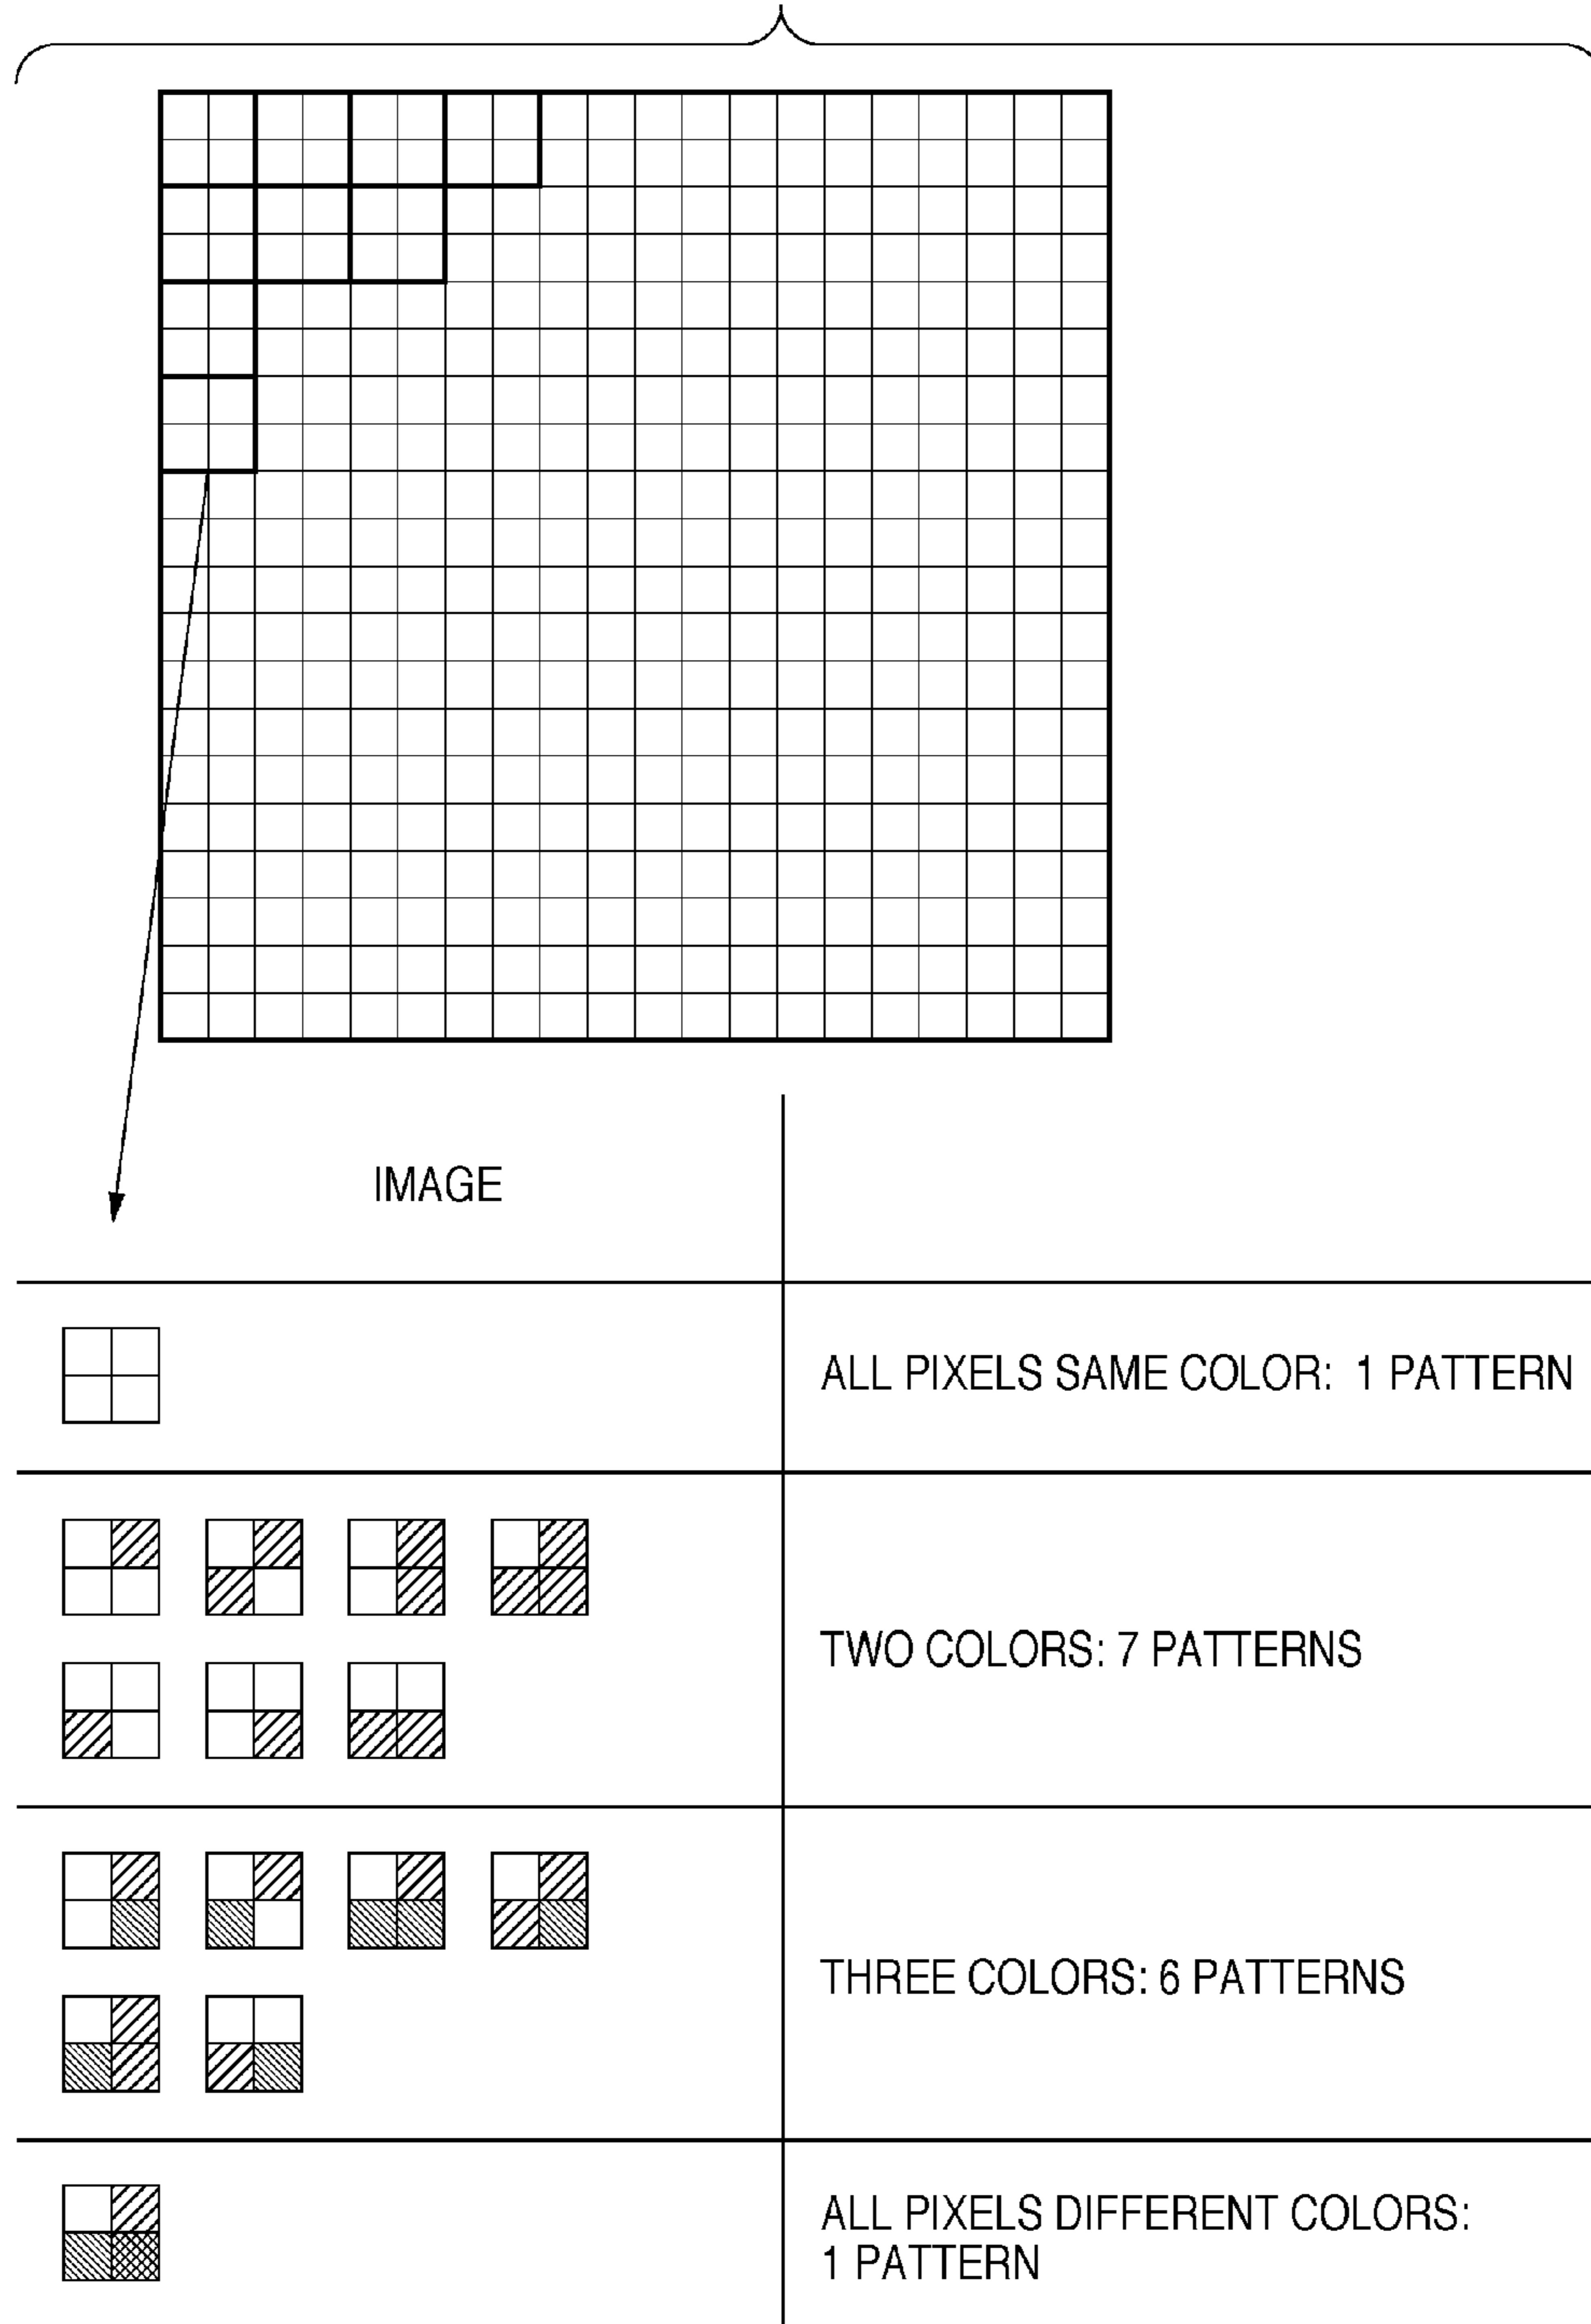 IMAGE
ALL PIXELS SAME COLOR: 1 PATTERN
TWO COLORS: 7 PATTERNS
THREE COLORS: 6 PATTERNS
ALL PIXELS DIFFERENT COLORS:
1 PATTERN